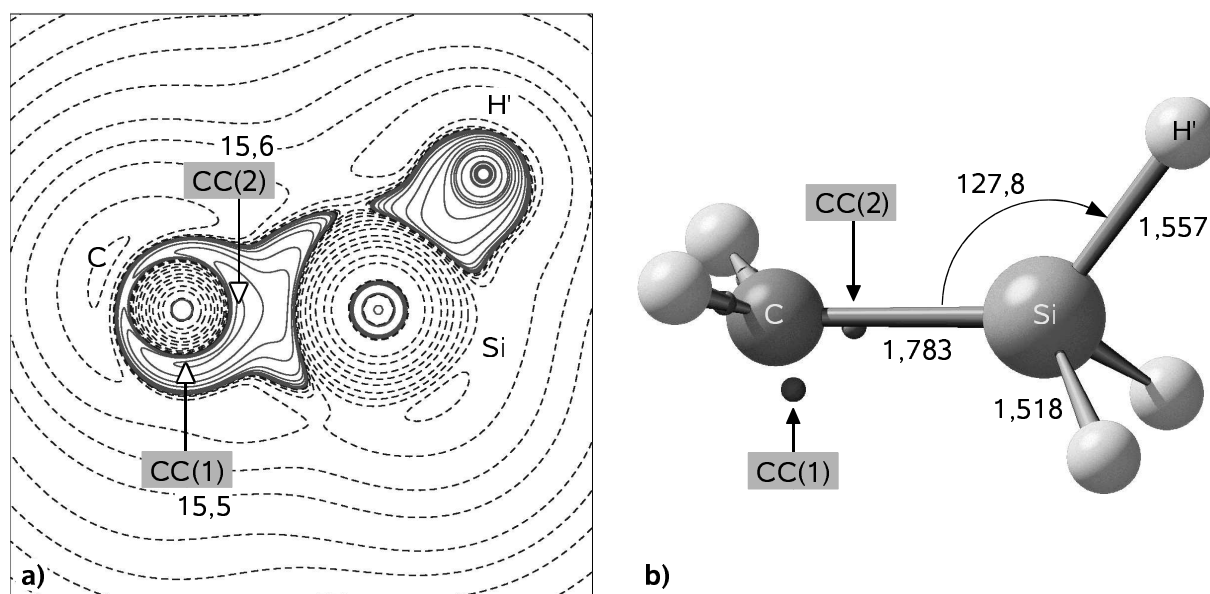 H'
15,6
CC(2)
C
Si
CC(1)
15,5
a)
H'
127,8
CC(2)
1,557
C
Si
1,783
1,518
CC(1)
b)